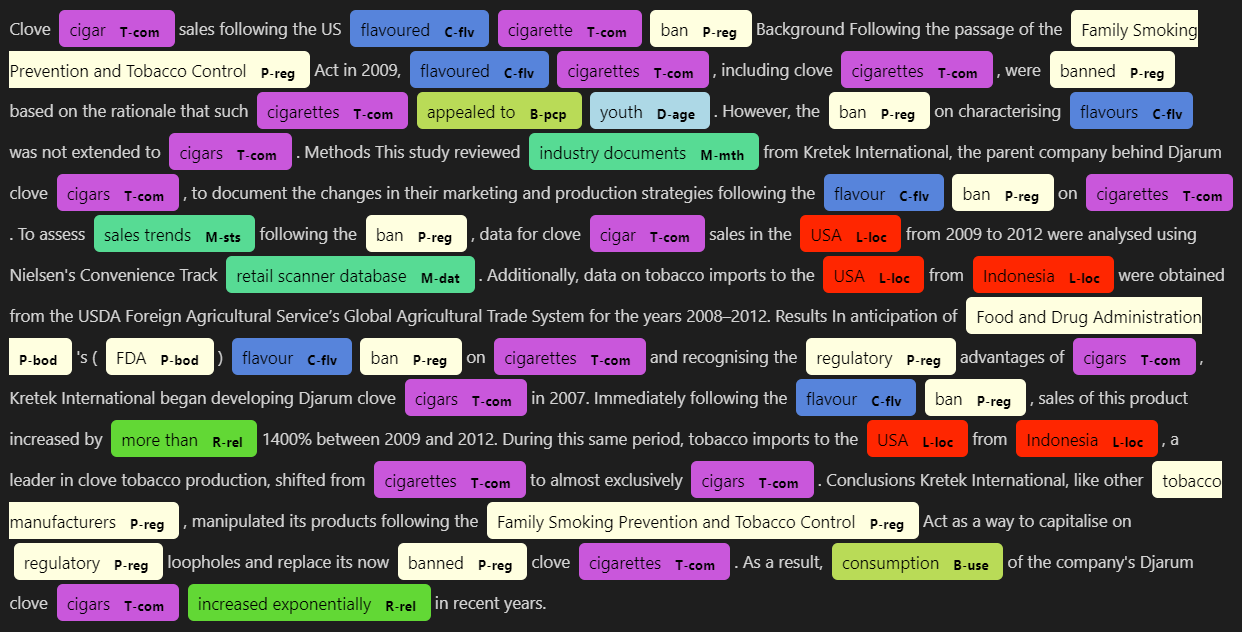 Clove cigar T-com sales following the US flavoured C-flv cigarette T-com ban P-reg Background Following the passage of the Family Smoking
Prevention and Tobacco Control P-reg Act in 2009, flavoured C-flv cigarettes T-com , including clove cigarettes T-com , were banned P-reg
based on the rationale that such cigarettes T-com appealed to B-pcp youth D-age . However, the ban P-reg on characterising flavours C-flv
was not extended to cigars T-com . Methods This study reviewed industry documents M-mth from Kretek International, the parent company behind Djarum
clove cigars T-com , to document the changes in their marketing and production strategies following the flavour C-flv ban P-reg on cigarettes T-com
. To assess sales trends M-sts following the ban P-reg , data for clove cigar T-com sales in the USA L-loc from 2009 to 2012 were analysed using
Nielsen's Convenience Track retail scanner database M-dat . Additionally, data on tobacco imports to the USA L-loc from Indonesia L-loc were obtained
from the USDA Foreign Agricultural Service's Global Agricultural Trade System for the years 2008–2012. Results In anticipation of Food and Drug Administration
P-bod 's ( FDA P-bod ) flavour C-flv ban P-reg on cigarettes T-com and recognising the regulatory P-reg advantages of cigars T-com ,
Kretek International began developing Djarum clove cigars T-com in 2007. Immediately following the flavour C-flv ban P-reg , sales of this product
increased by more than R-rel 1400% between 2009 and 2012. During this same period, tobacco imports to the USA L-loc from Indonesia L-loc , a
leader in clove tobacco production, shifted from cigarettes T-com to almost exclusively cigars T-com . Conclusions Kretek International, like other tobacco
manufacturers P-reg , manipulated its products following the Family Smoking Prevention and Tobacco Control P-reg Act as a way to capitalise on
regulatory P-reg loopholes and replace its now banned P-reg clove cigarettes T-com . As a result, consumption B-use of the company's Djarum
clove cigars T-com increased exponentially R-rel in recent years.